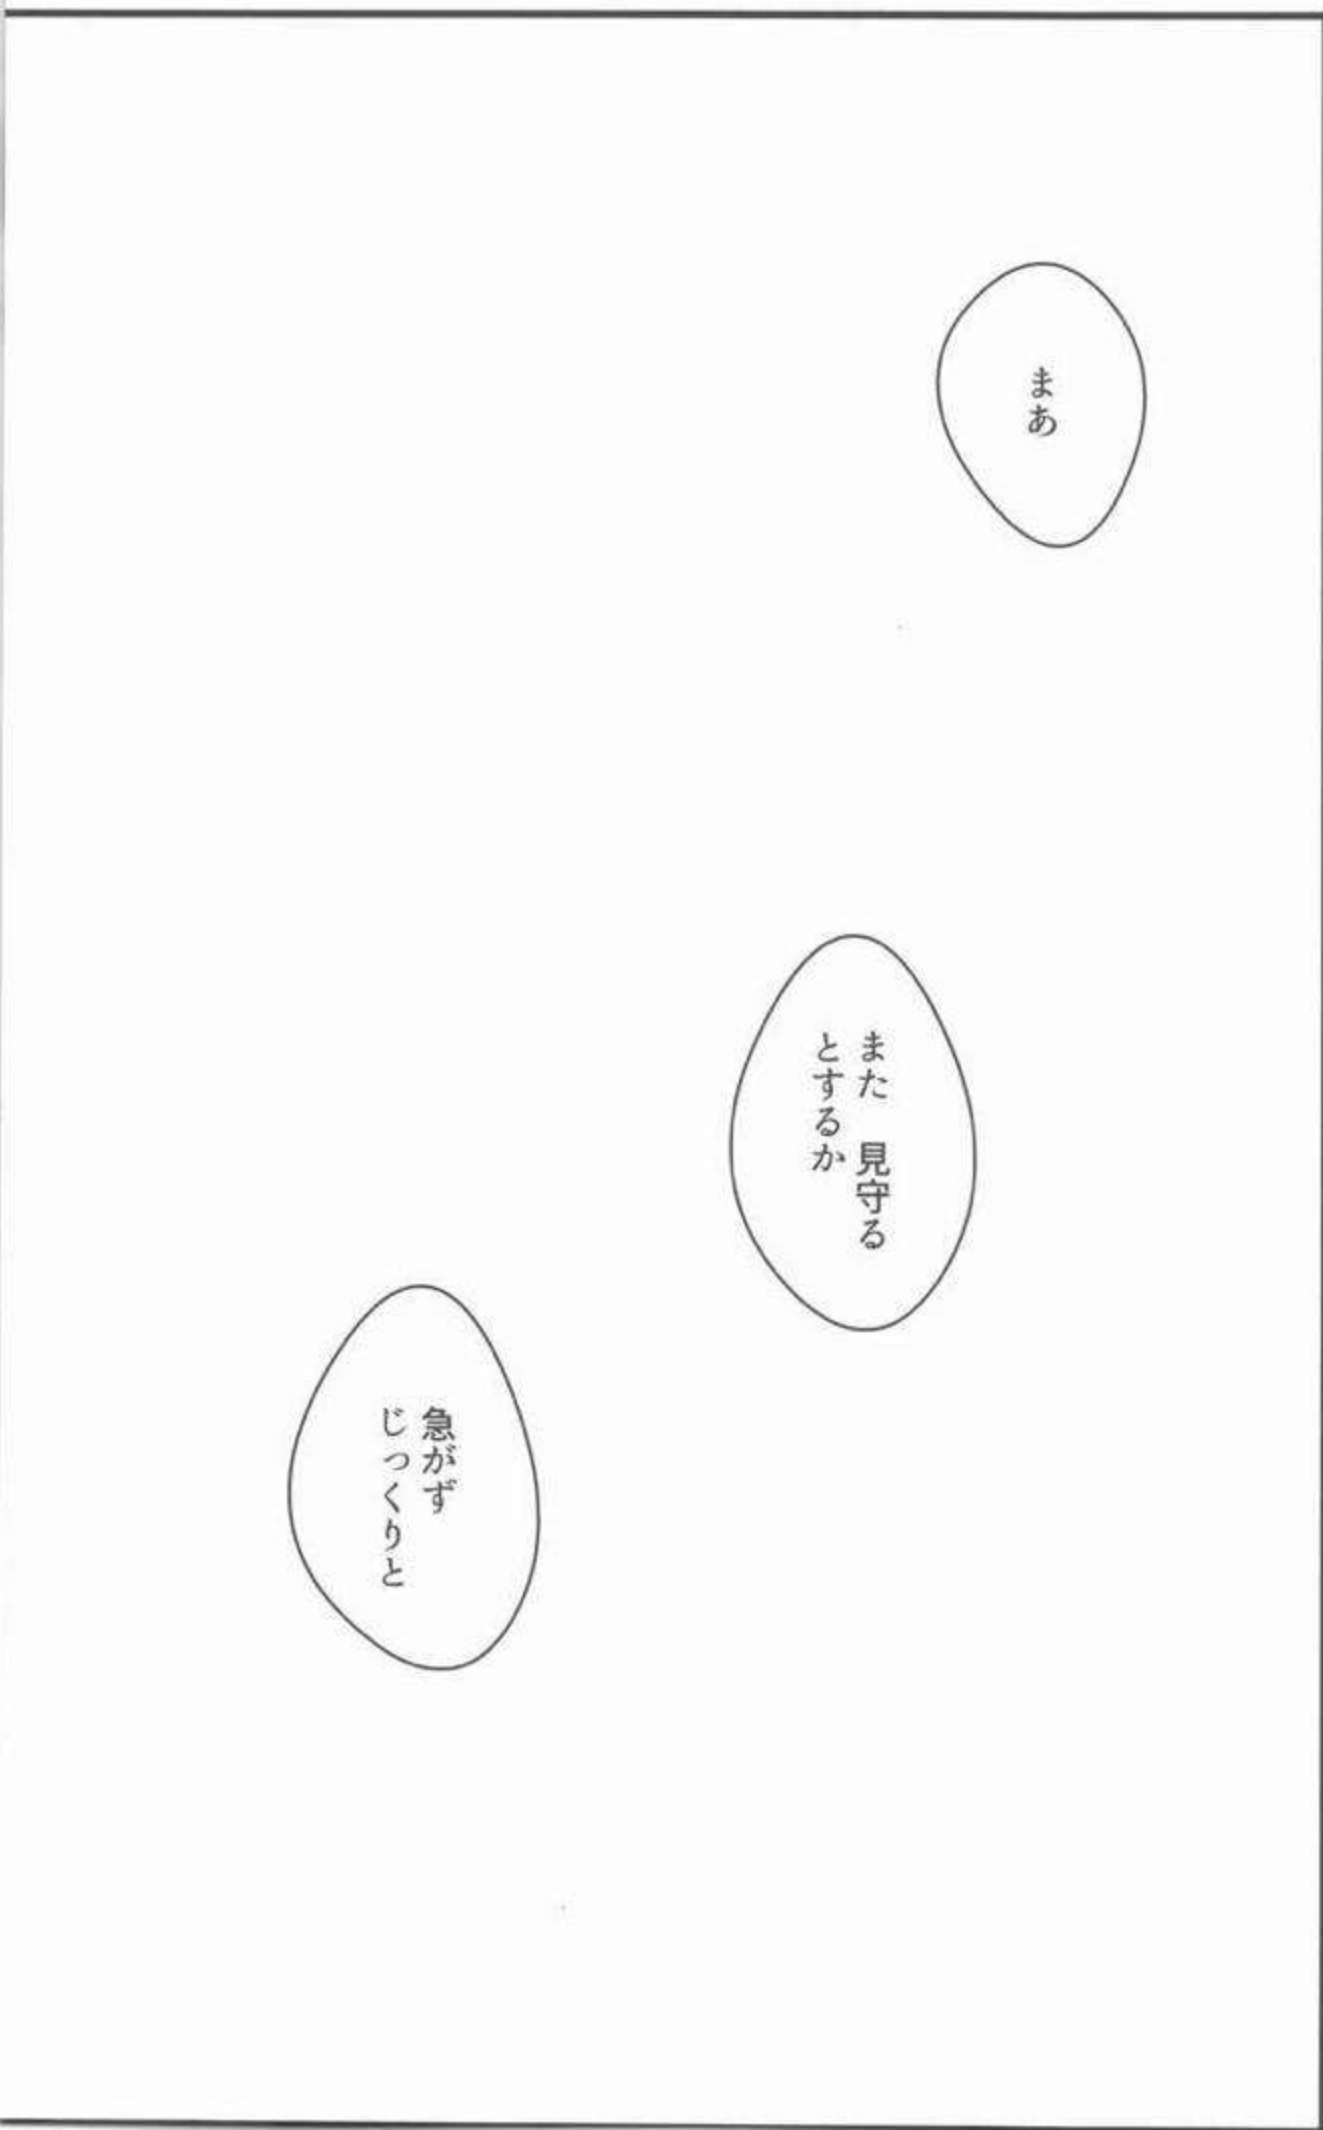 まあ
また　見守る
とするか
急がず
じっくりと